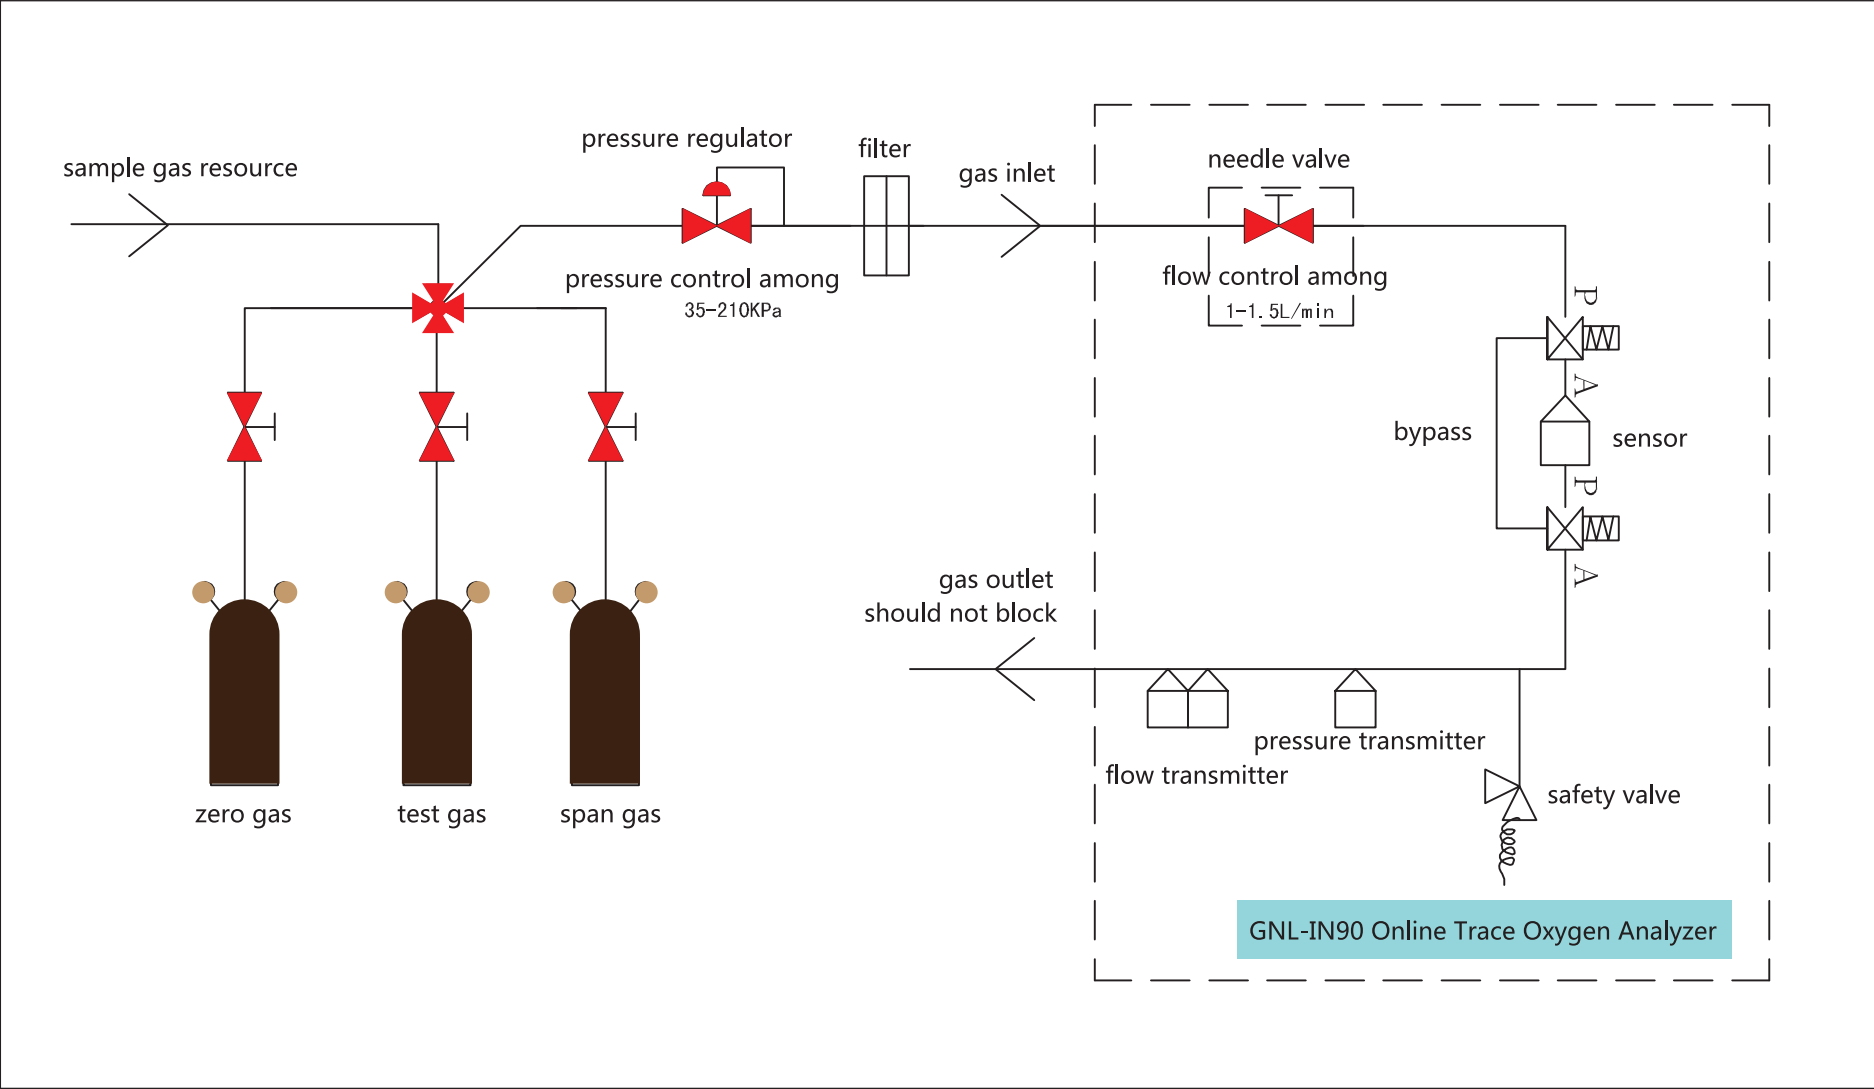 sample gas resource
pressure regulator
filter
gas inlet
needle valve
pressure control among
35-210KPa
flow control among
1-1.5L/min
P
A
bypass
sensor
P
A
gas outlet
should not block
pressure transmitter
flow transmitter
safety valve
zero gas
test gas
span gas
GNL-IN90 Online Trace Oxygen Analyzer